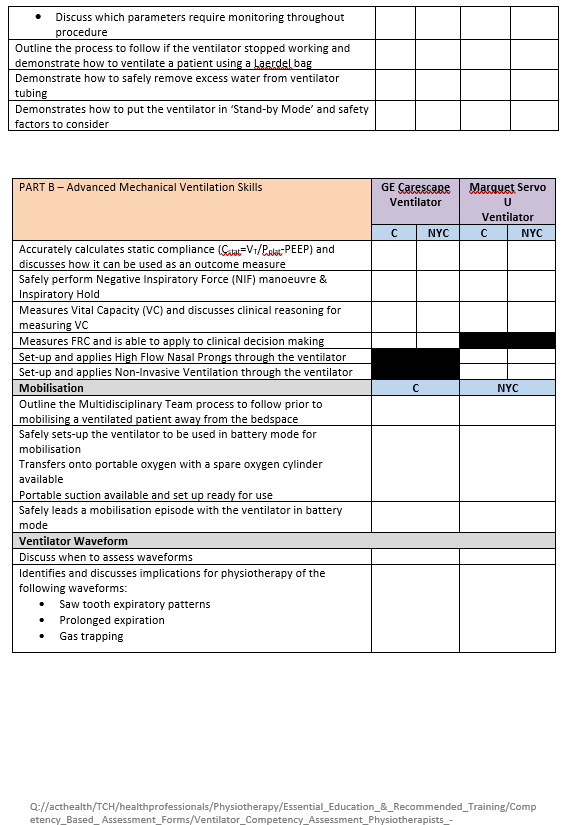 • Discuss which parameters require monitoring throughout
procedure
Outline the process to follow if the ventilator stopped working and
demonstrate how to ventilate a patient using a Laerdel bag
Demonstrate how to safely remove excess water from ventilator
tubing
Demonstrates how to put the ventilator in ‘Stand-by Mode’ and safety
factors to consider
PART B – Advanced Mechanical Ventilation Skills
GE Carescape
Ventilator
Marquet Servo
U
Ventilator
C NYC C NYC
Accurately calculates static compliance (Cstat=VT/Pplat-PEEP) and
discusses how it can be used as an outcome measure
Safely perform Negative Inspiratory Force (NIF) manoeuvre &
Inspiratory Hold
Measures Vital Capacity (VC) and discusses clinical reasoning for
measuring VC
Measures FRC and is able to apply to clinical decision making
Set-up and applies High Flow Nasal Prongs through the ventilator
Set-up and applies Non-Invasive Ventilation through the ventilator
Mobilisation C NYC
Outline the Multidisciplinary Team process to follow prior to
mobilising a ventilated patient away from the bedspace
Safely sets-up the ventilator to be used in battery mode for
mobilisation
Transfers onto portable oxygen with a spare oxygen cylinder
available
Portable suction available and set up ready for use
Safely leads a mobilisation episode with the ventilator in battery
mode
Ventilator Waveform
Discuss when to assess waveforms
Identifies and discusses implications for physiotherapy of the
following waveforms:
• Saw tooth expiratory patterns
• Prolonged expiration
• Gas trapping
Q://acthealth/TCH/healthprofessionals/Physiotherapy/Essential_Education_&_Recommended_Training/Comp
etency_Based_ Assessment_Forms/Ventilator_Competency_Assessment_Physiotherapists_-